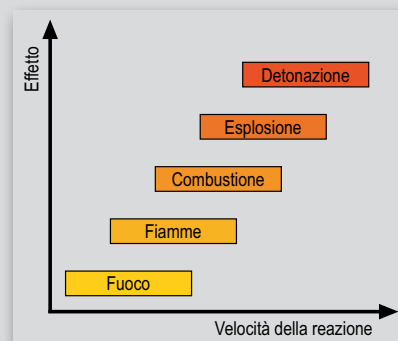 Effetto
Detonazione
Esplosione
Combustione
Fiamme
Fuoco
Velocità della reazione